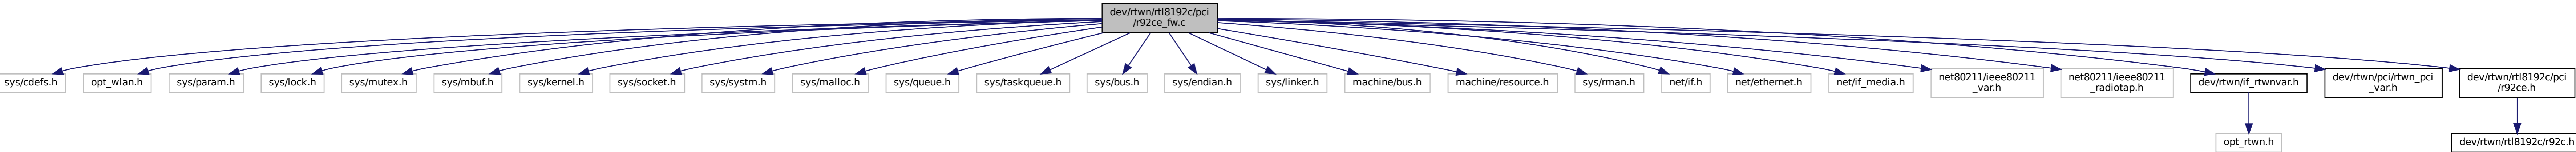 dev/rtwn/rtl8192c/pci
/r92ce_fw.c
sys/cdefs.h
opt_wlan.h
sys/param.h
sys/lock.h
sys/mutex.h
sys/mbuf.h
sys/kernel.h
sys/socket.h
sys/systm.h
sys/malloc.h
sys/queue.h
sys/taskqueue.h
sys/bus.h
sys/endian.h
sys/linker.h
machine/bus.h
machine/resource.h
sys/rman.h
net/if.h
net/ethernet.h
net/if_media.h
net80211/ieee80211
_var.h
net80211/ieee80211
_radiotap.h
dev/rtwn/if_rtwnvar.h
dev/rtwn/pci/rtwn_pci
_var.h
dev/rtwn/rtl8192c/pci
/r92ce.h
opt_rtwn.h
dev/rtwn/rtl8192c/r92c.h